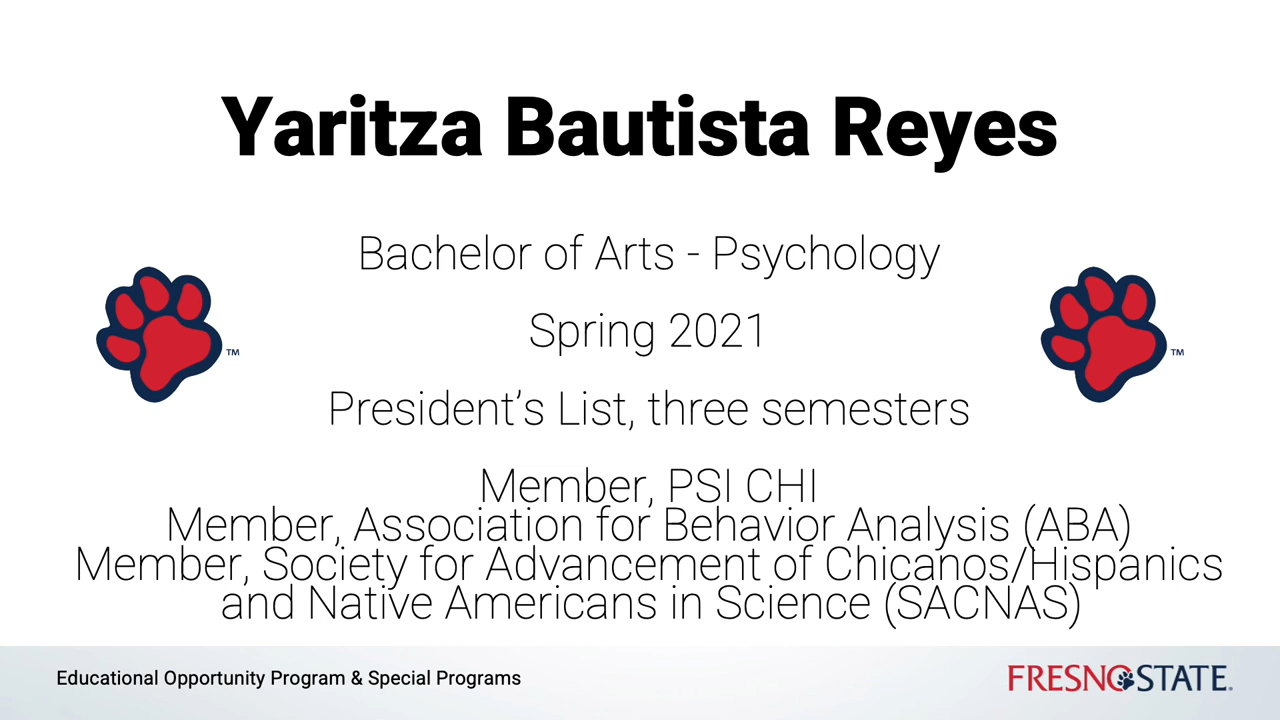 Yaritza Bautista Reyes
Bachelor of Arts - Psychology
Spring 2021
President’s List, three semesters
Member, PSI CHI
Member, Association for Behavior Analysis (ABA)
Member, Society for Advancement of Chicanos/Hispanics
and Native Americans in Science (SACNAS)
TM
TM
Educational Opportunity Program & Special Programs
FRESNO STATE